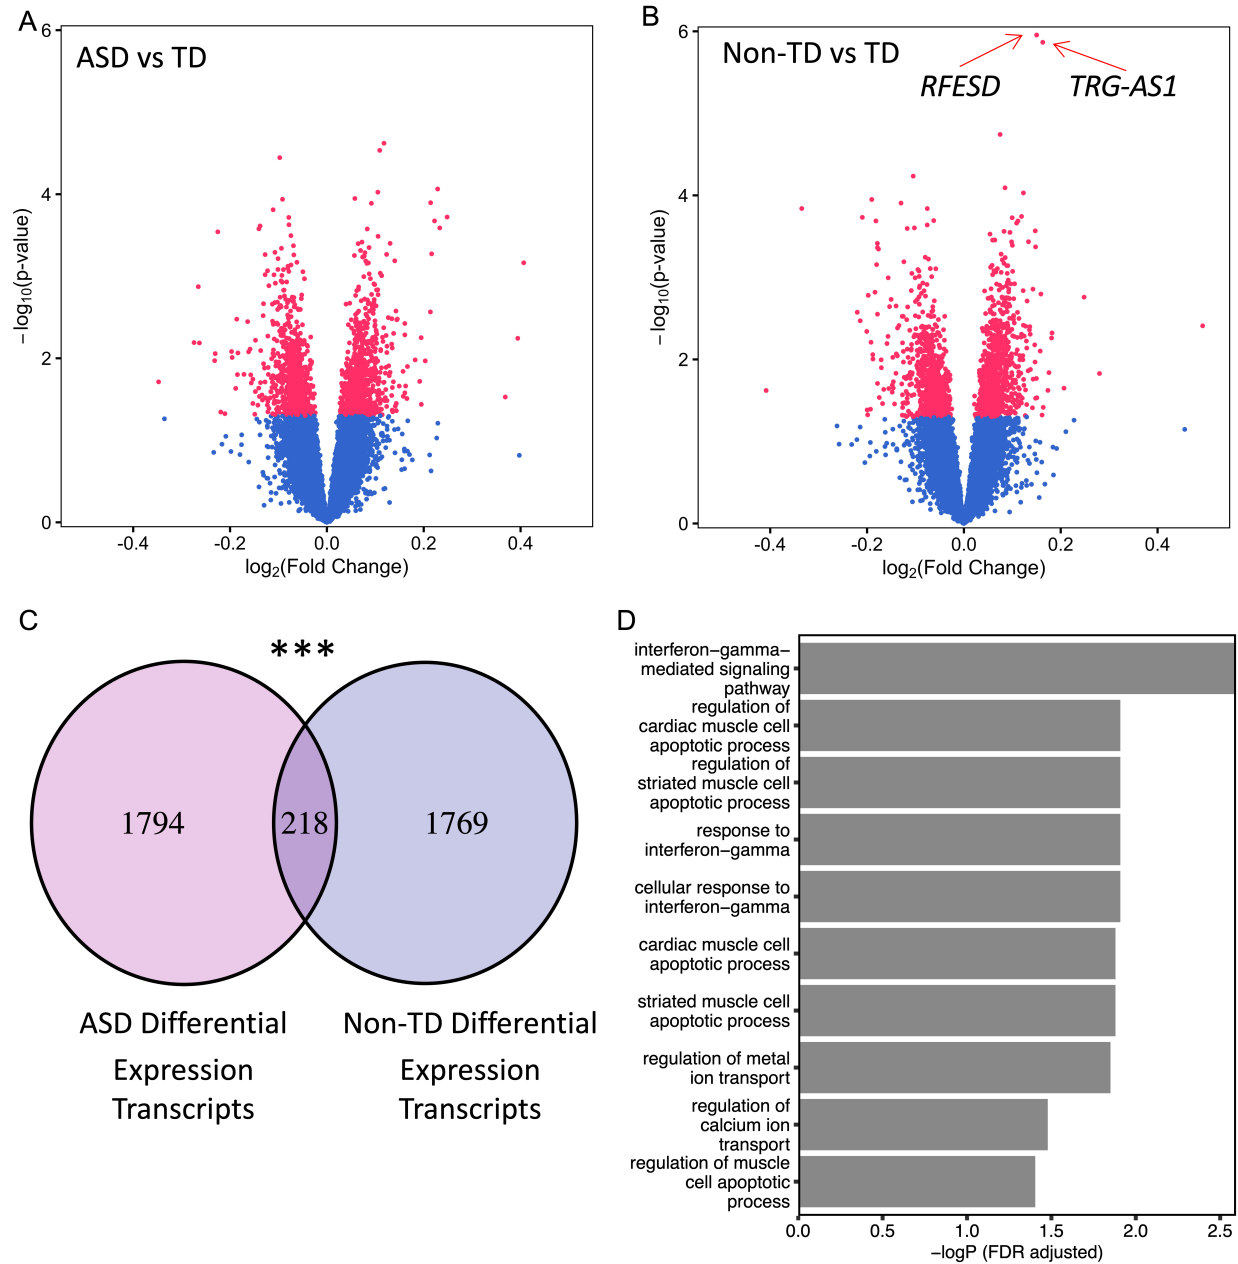 A
ASD vs TD
6
4
2
0
−log10(p-value)
-0.4
-0.2
0.0
0.2
0.4
log2(Fold Change)
B
Non-TD vs TD
RFESD
TRG-AS1
6
4
2
0
−log10(p-value)
-0.4
-0.2
0.0
0.2
0.4
log2(Fold Change)
C
***
1794
218
1769
ASD Differential
Expression
Transcripts
Non-TD Differential
Expression
Transcripts
D
interferon−gamma−
mediated signaling
pathway
regulation of
cardiac muscle cell
apoptotic process
regulation of
striated muscle cell
apoptotic process
response to
interferon−gamma
cellular response to
interferon−gamma
cardiac muscle cell
apoptotic process
striated muscle cell
apoptotic process
regulation of metal
ion transport
regulation of
calcium ion
transport
regulation of muscle
cell apoptotic
process
0.0
0.5
1.0
1.5
2.0
2.5
−logP (FDR adjusted)